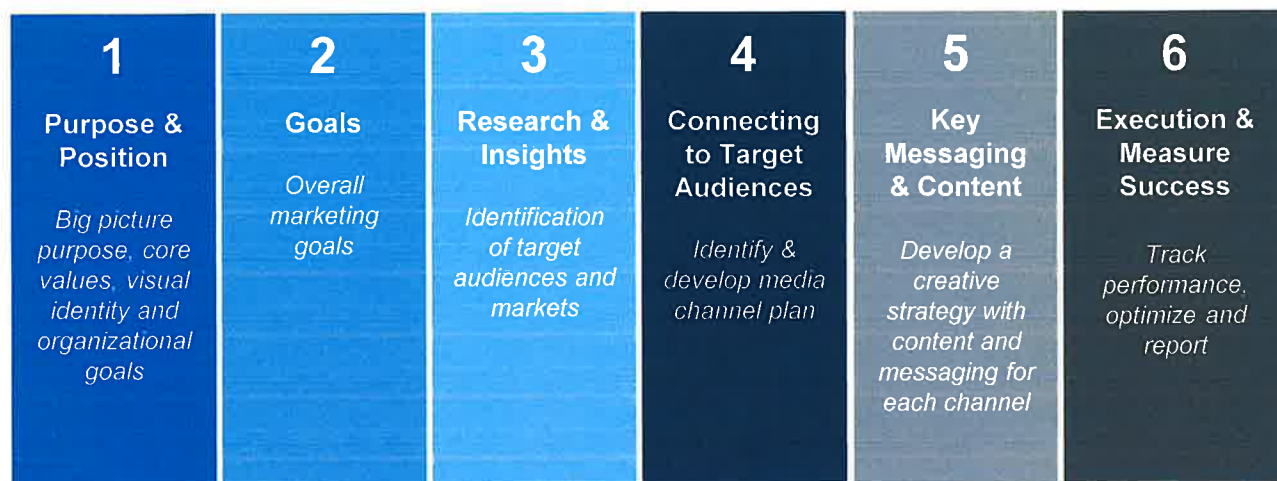 1
Purpose &
Position
Big picture
purpose, core
values, visual
identity and
organizational
goals
2
Goals
Overall
marketing
goals
3
Research &
Insights
Identification
of target
audiences and
markets
4
Connecting
to Target
Audiences
Identify &
develop media
channel plan
5
Key
Messaging
& Content
Develop a
creative
strategy with
content and
messaging for
each channel
6
Execution &
Measure
Success
Track
performance,
optimize and
report